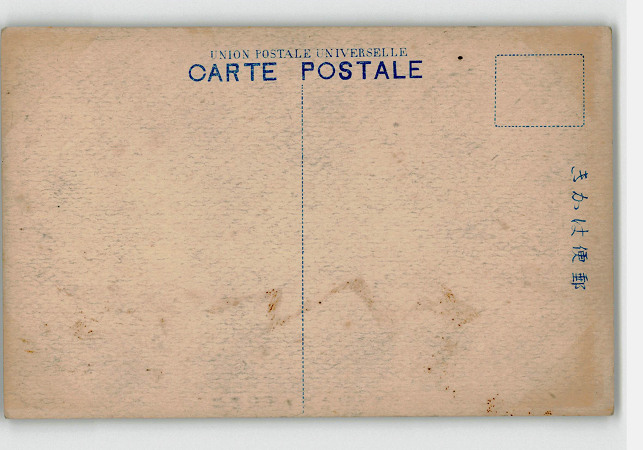 UNION POSTALE UNIVERSELLE
CARTE POSTALE
きかは便郵